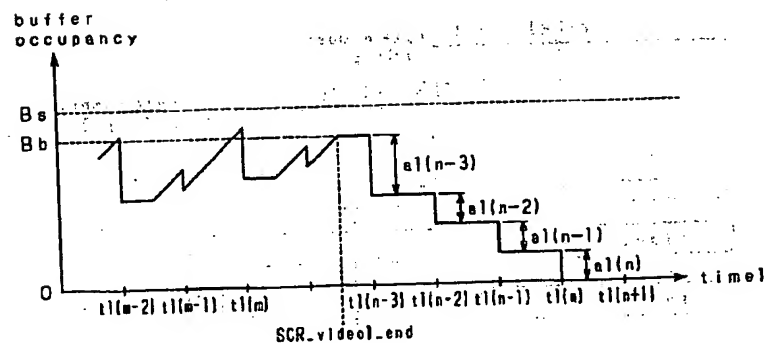 buffer
occupancy
Bs
Bb
a1(n-3)
a1(n-2)
a1(n-1)
a1(n)
0
time1
t1(m-2) t1(m-1) t1(m) t1(n-3) t1(n-2) t1(n-1) t1(n) t1(n+1)
SCR_video1_end